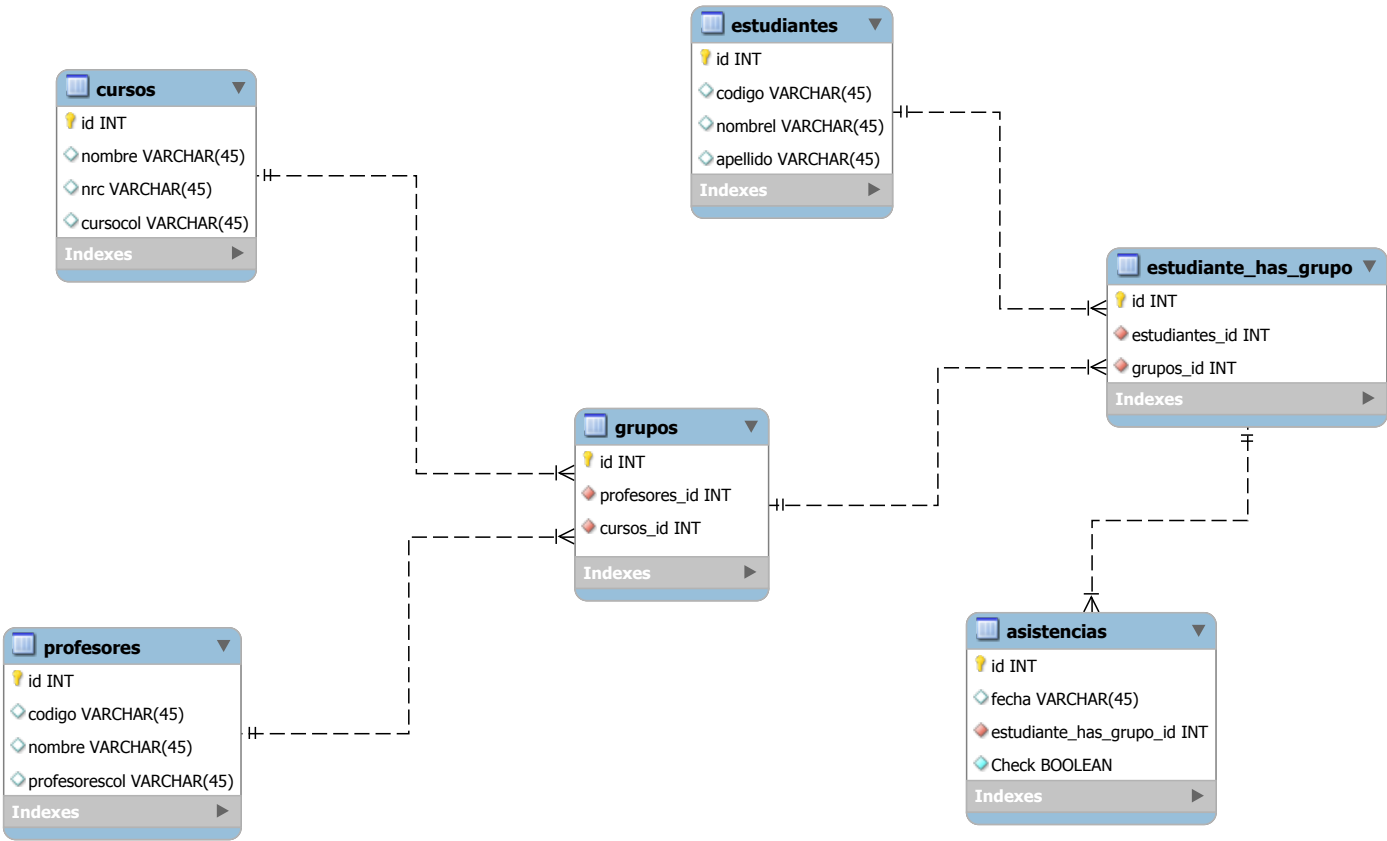 estudiantes
id INT
codigo VARCHAR(45)
nombrel VARCHAR(45)
apellido VARCHAR(45)
Indexes
cursos
id INT
nombre VARCHAR(45)
nrc VARCHAR(45)
cursocol VARCHAR(45)
Indexes
estudiante_has_grupo
id INT
estudiantes_id INT
grupos_id INT
Indexes
grupos
id INT
profesores_id INT
cursos_id INT
Indexes
profesores
id INT
codigo VARCHAR(45)
nombre VARCHAR(45)
profesorescol VARCHAR(45)
Indexes
asistencias
id INT
fecha VARCHAR(45)
estudiante_has_grupo_id INT
Check BOOLEAN
Indexes